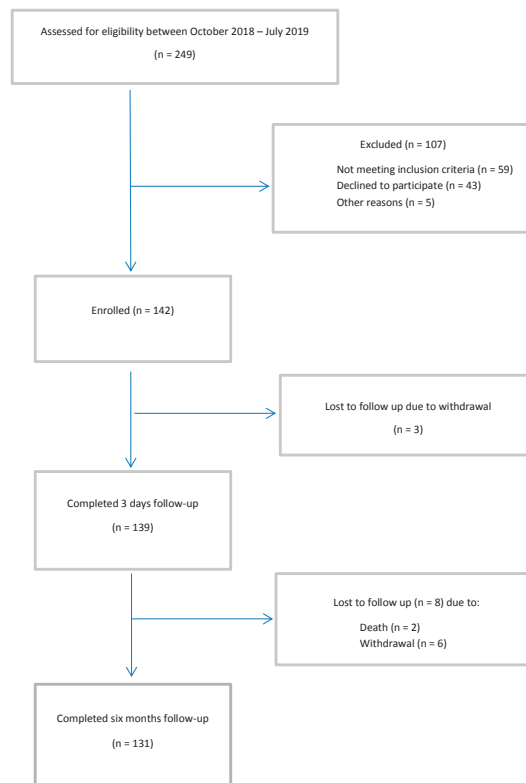 Assessed for eligibility between October 2018 – July 2019
(n = 249)
Excluded (n = 107)
Not meeting inclusion criteria (n = 59)
Declined to participate (n = 43)
Other reasons (n = 5)
Enrolled (n = 142)
Lost to follow up due to withdrawal
(n = 3)
Completed 3 days follow-up
(n = 139)
Lost to follow up (n = 8) due to:
Death (n = 2)
Withdrawal (n = 6)
Completed six months follow-up
(n = 131)